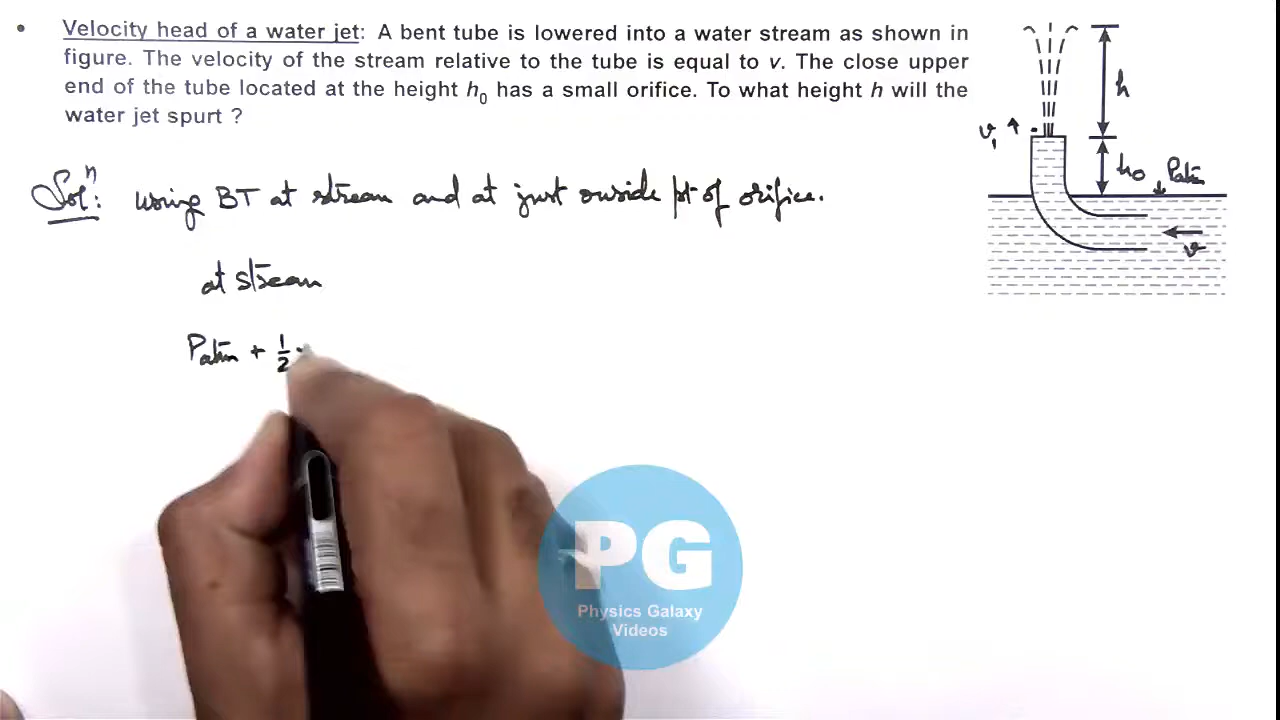 • Velocity head of a water jet: A bent tube is lowered into a water stream as shown in
figure. The velocity of the stream relative to the tube is equal to v. The close upper
end of the tube located at the height h₀ has a small orifice. To what height h will the
water jet spurt ?
h
v₁
h₀
Patm
v
Solⁿ: using BT at stream and at just ouside pt of orifice.
at stream
Patm + 1/2
PG
Physics Galaxy
Videos